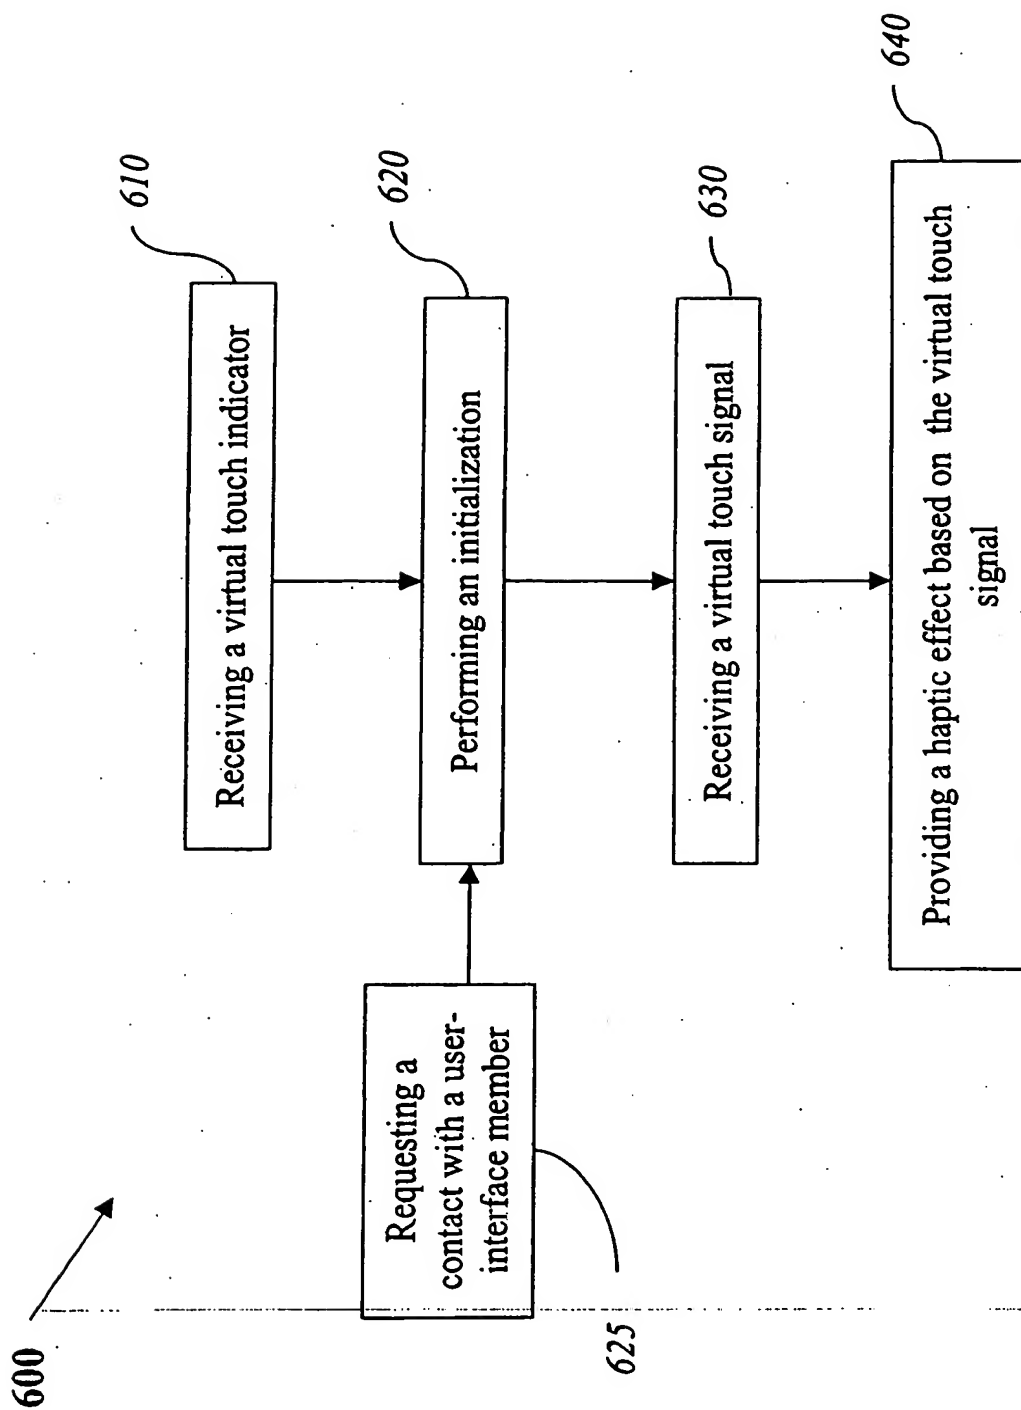 600
610
Receiving a virtual touch indicator
620
Performing an initialization
Requesting a
contact with a user-
interface member
625
630
Receiving a virtual touch signal
640
Providing a haptic effect based on the virtual touch
signal